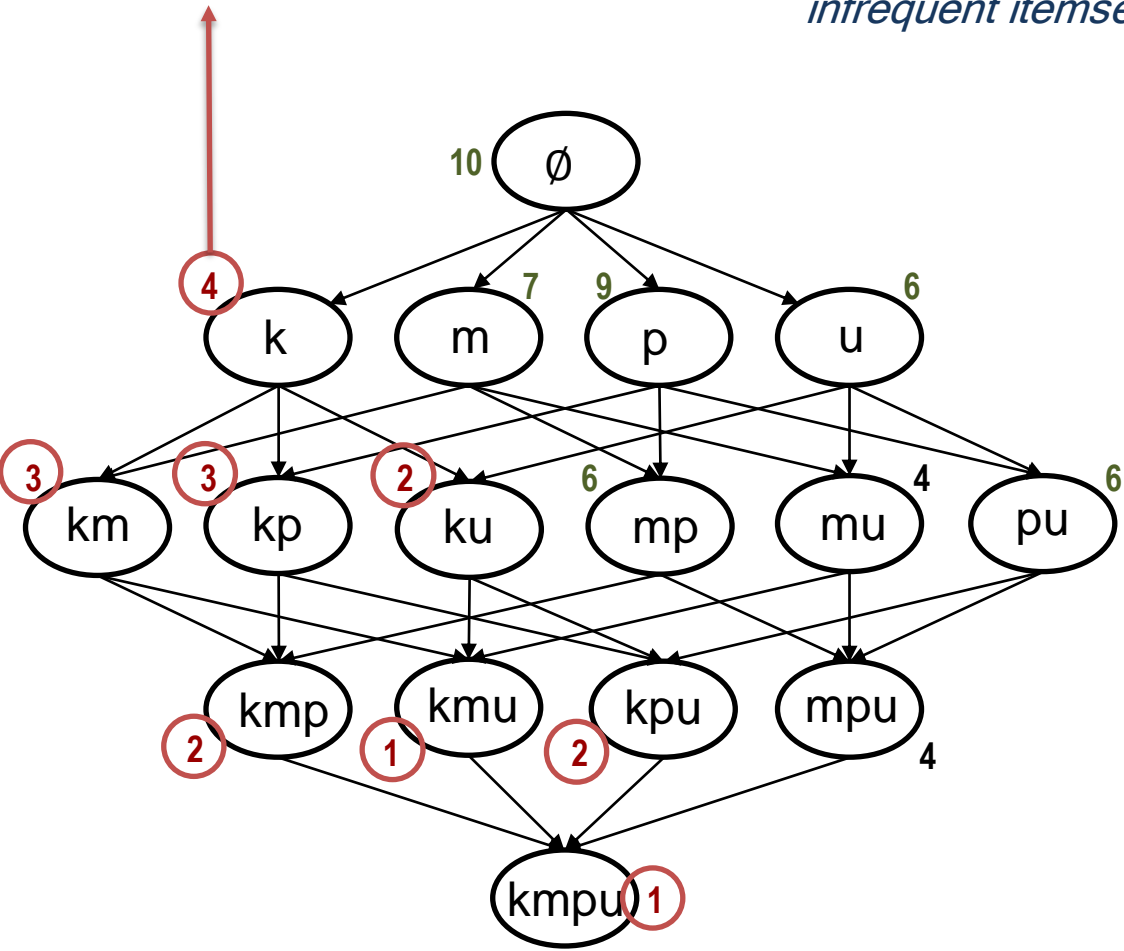 infrequent itemse
10 Ø
4 7 9 6
k m p u
3 3 2 6 4 6
km kp ku mp mu pu
kmp kmu kpu mpu
2 1 2 4
kmpu 1